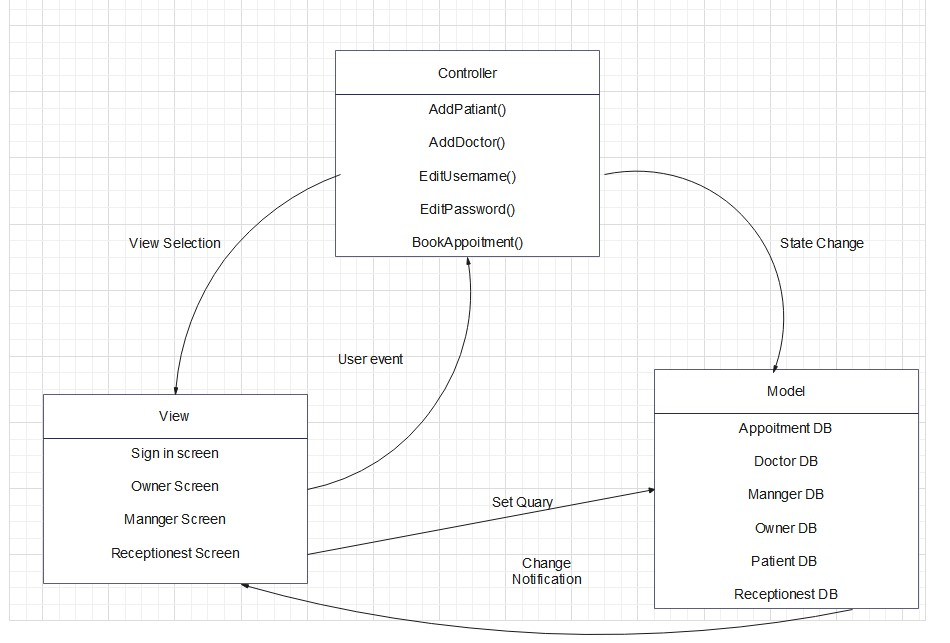 Controller
AddPatiant()
AddDoctor()
EditUsername()
EditPassword()
BookAppoitment()
View Selection
State Change
User event
View
Sign in screen
Owner Screen
Mannger Screen
Receptionest Screen
Model
Appoitment DB
Doctor DB
Mannger DB
Owner DB
Patient DB
Receptionest DB
Set Quary
Change
Notification